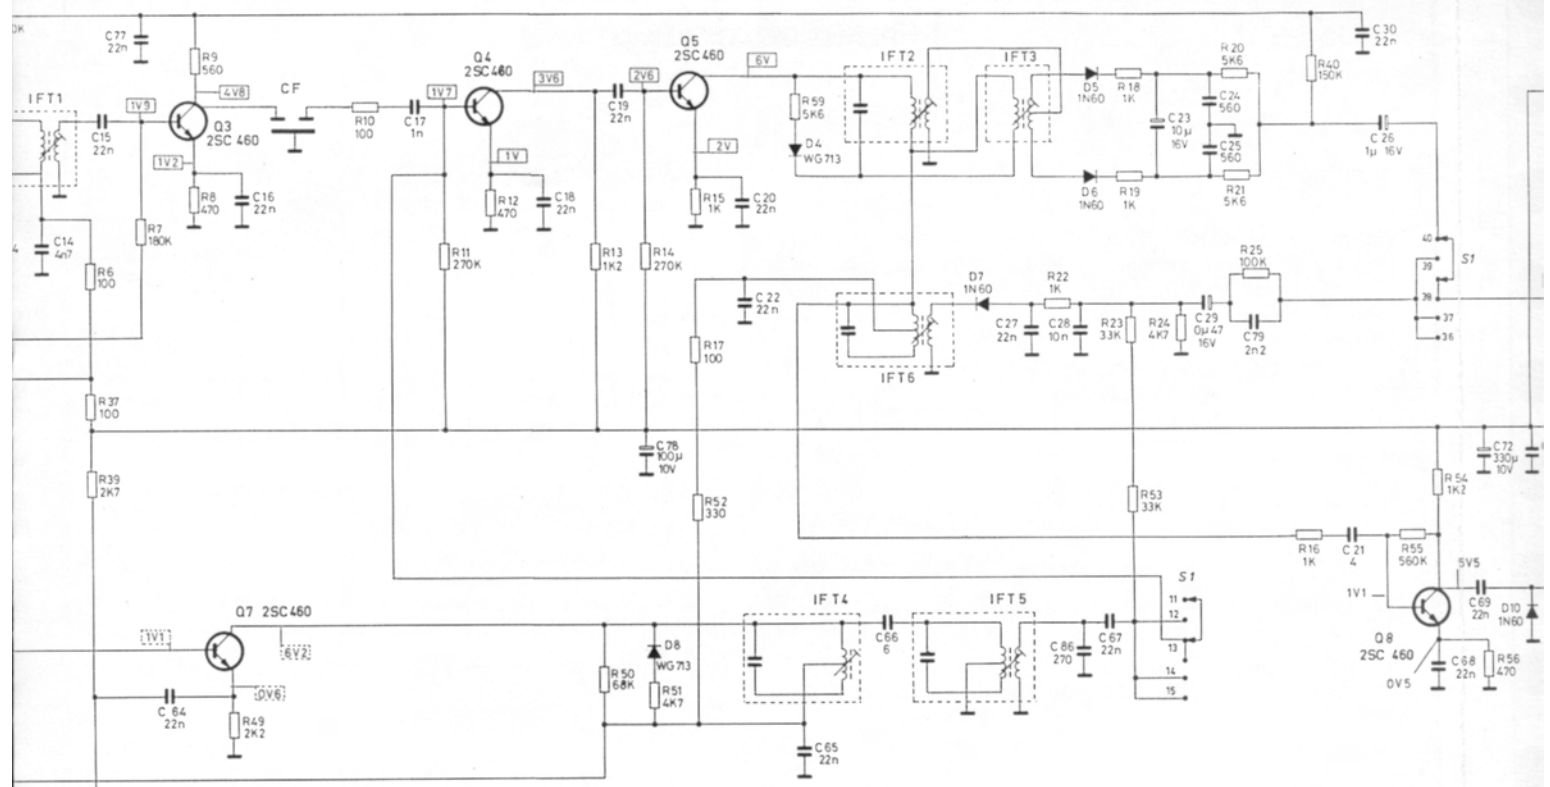 0K
C77
22n
R9
560
4V8
IFT1
1V9
C15
22n
Q3
2SC 460
1V2
R8
470
C16
22n
C14
4n7
4
R6
100
R7
180K
R37
100
R39
2K7
CF
R10
100
C17
1n
1V7
Q4
2SC460
3V6
1V
R12
470
C18
22n
R11
270K
C19
22n
2V6
R13
1K2
R14
270K
Q5
2SC460
6V
2V
R15
1K
C20
22n
R59
5K6
D4
WG713
IFT2
IFT3
D5
1N60
R18
1K
D6
1N60
R19
1K
C23
10µ
16V
C24
560
C25
560
R20
5K6
R21
5K6
R40
150K
C30
22n
C26
1µ 16V
40
39
38
37
36
S1
C22
22n
R17
100
IFT6
D7
1N60
R22
1K
C27
22n
C28
10n
R23
33K
R24
4K7
C29
0µ47
16V
R25
100K
C79
2n2
C78
100µ
10V
R52
330
R53
33K
C72
330µ
10V
R54
1K2
R16
1K
C21
4
R55
560K
5V5
1V1
C69
22n
D10
1N60
Q8
2SC 460
0V5
C68
22n
R56
470
Q7 2SC460
1V1
6V2
0V6
C 64
22n
R49
2K2
R50
68K
D8
WG713
R51
4K7
IFT4
C66
6
IFT5
C65
22n
C86
270
C67
22n
S1
11
12
13
14
15